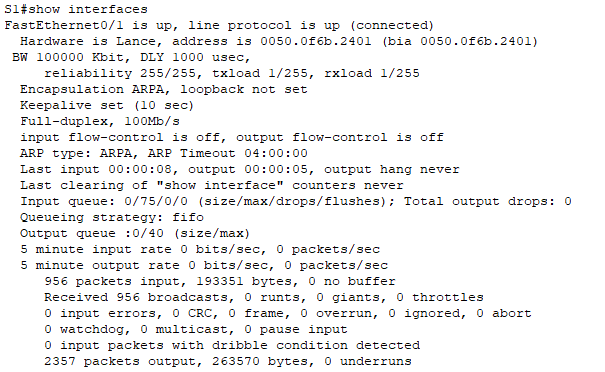 S1#show interfaces
FastEthernet0/1 is up, line protocol is up (connected)
Hardware is Lance, address is 0050.0f6b.2401 (bia 0050.0f6b.2401)
BW 100000 Kbit, DLY 1000 usec,
reliability 255/255, txload 1/255, rxload 1/255
Encapsulation ARPA, loopback not set
Keepalive set (10 sec)
Full-duplex, 100Mb/s
input flow-control is off, output flow-control is off
ARP type: ARPA, ARP Timeout 04:00:00
Last input 00:00:08, output 00:00:05, output hang never
Last clearing of "show interface" counters never
Input queue: 0/75/0/0 (size/max/drops/flushes); Total output drops: 0
Queueing strategy: fifo
Output queue :0/40 (size/max)
5 minute input rate 0 bits/sec, 0 packets/sec
5 minute output rate 0 bits/sec, 0 packets/sec
956 packets input, 193351 bytes, 0 no buffer
Received 956 broadcasts, 0 runts, 0 giants, 0 throttles
0 input errors, 0 CRC, 0 frame, 0 overrun, 0 ignored, 0 abort
0 watchdog, 0 multicast, 0 pause input
0 input packets with dribble condition detected
2357 packets output, 263570 bytes, 0 underruns